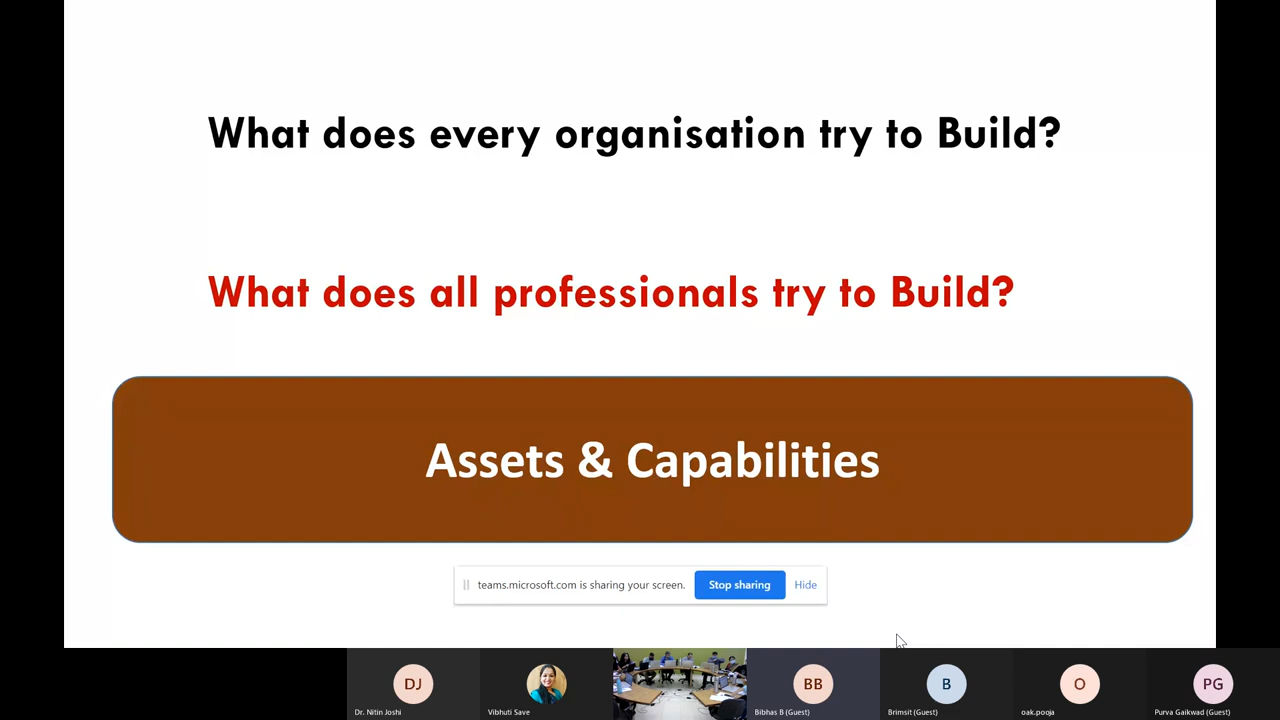 What does every organisation try to Build?
What does all professionals try to Build?
Assets & Capabilities
teams.microsoft.com is sharing your screen. Stop sharing Hide
DJ BB B O PG
Dr. Nitin Joshi Vibhuti Save Bibhas B (Guest) Brimsit (Guest) oak.pooja Purva Gaikwad (Guest)